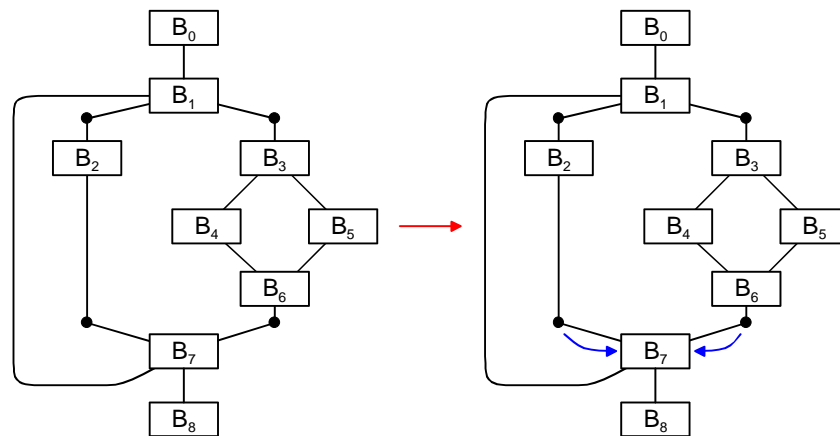 B₀ B₀
B₁ B₁
B₂ B₃ B₂ B₃
B₄ B₅ B₄ B₅
B₆ B₆
B₇ B₇
B₈ B₈